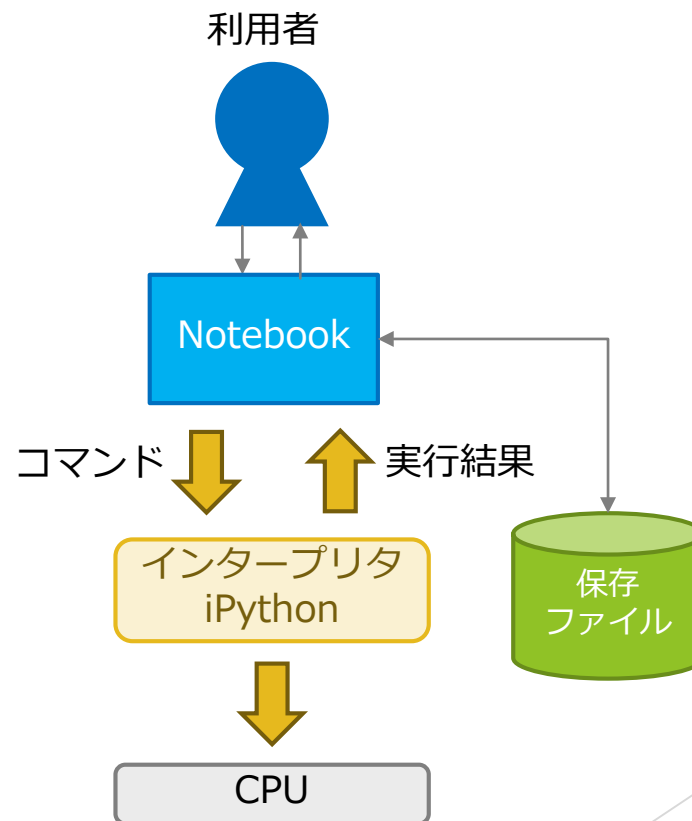 利用者
Notebook
コマンド
実行結果
インタープリタ
iPython
保存
ファイル
CPU